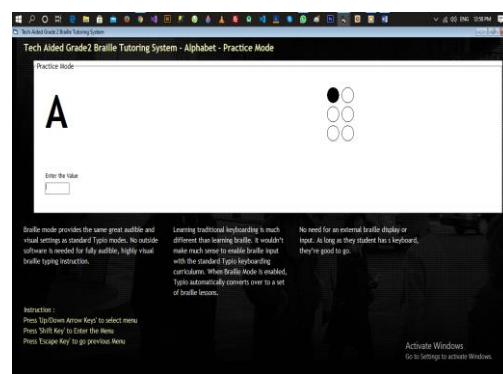 ENG 12:58 PM
Tech Aided Grade2 Braille Tutoring System
Tech Aided Grade2 Braille Tutoring System - Alphabet - Practice Mode
Practice Mode
A
Enter the Value
Braille mode provides the same great audible and
visual settings as standard Typio modes. No outside
software is needed for fully audible, highly visual
braille typing instruction.
Learning traditional keyboarding is much
different than learning braille. It wouldn't
make much sense to enable braille input
with the standard Typio keyboarding
curriculumn. When Braille Mode is enabled,
Typio automatically converts over to a set
of braille lessons.
No need for an external braille display or
input. As long as they student has s keyboard,
they're good to go.
Instruction :
Press 'Up/Down Arrow Keys' to select menu
Press 'Shift Key' to Enter the Menu
Press 'Escape Key' to go previous Menu
Activate Windows
Go to Settings to activate Windows.